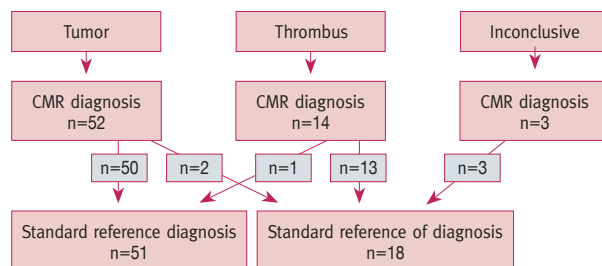 Tumor
Thrombus
Inconclusive
CMR diagnosis
n=52
CMR diagnosis
n=14
CMR diagnosis
n=3
n=50
n=2
n=1
n=13
n=3
Standard reference diagnosis
n=51
Standard reference of diagnosis
n=18